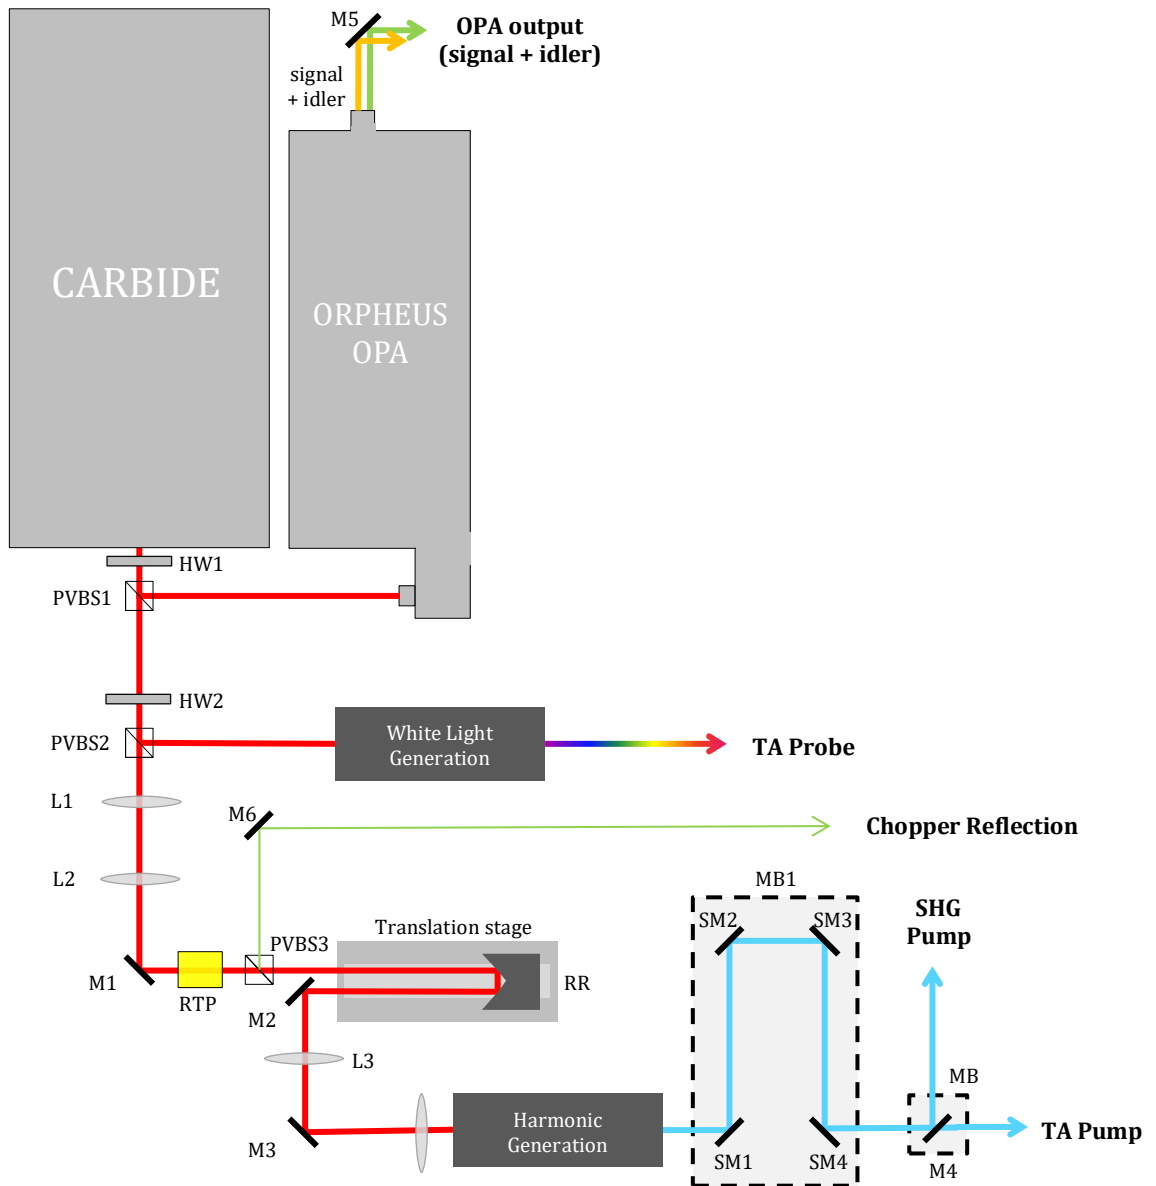 M5
OPA output
(signal + idler)
signal
+ idler
CARBIDE
ORPHEUS
OPA
HW1
PVBS1
HW2
PVBS2
White Light
Generation
TA Probe
L1
M6
Chopper Reflection
L2
MB1
SM2
SM3
SHG
Pump
Translation stage
PVBS3
M1
RTP
RR
M2
L3
MB
Harmonic
Generation
M3
SM1
SM4
M4
TA Pump